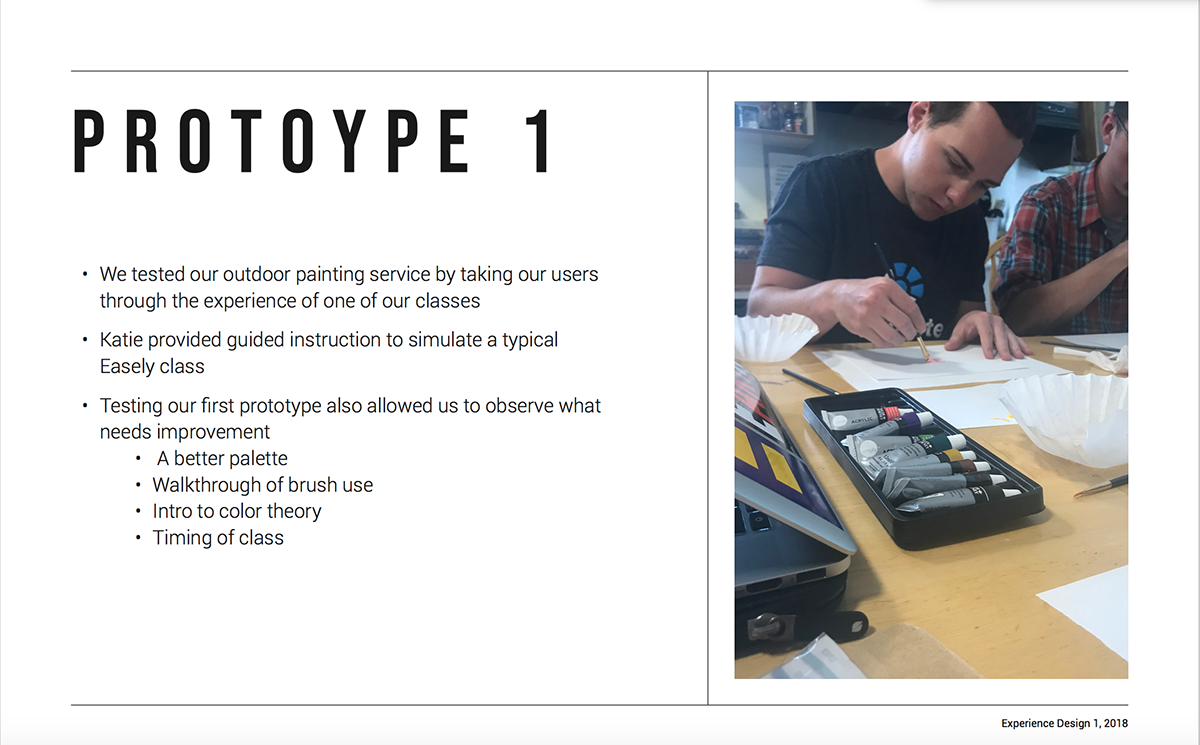 PROTOYPE 1
• We tested our outdoor painting service by taking our users
through the experience of one of our classes
• Katie provided guided instruction to simulate a typical
Easely class
• Testing our first prototype also allowed us to observe what
needs improvement
• A better palette
• Walkthrough of brush use
• Intro to color theory
• Timing of class
ACRYLIC
Experience Design 1, 2018